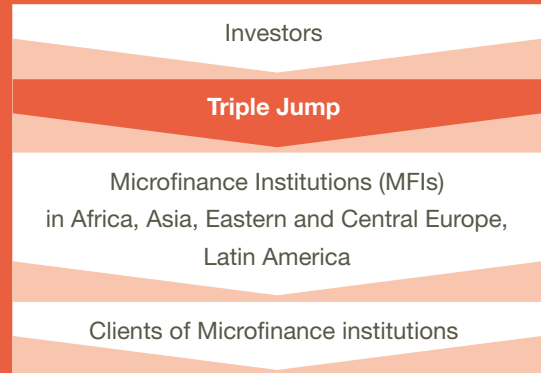 Investors
Triple Jump
Microfinance Institutions (MFIs)
in Africa, Asia, Eastern and Central Europe,
Latin America
Clients of Microfinance institutions